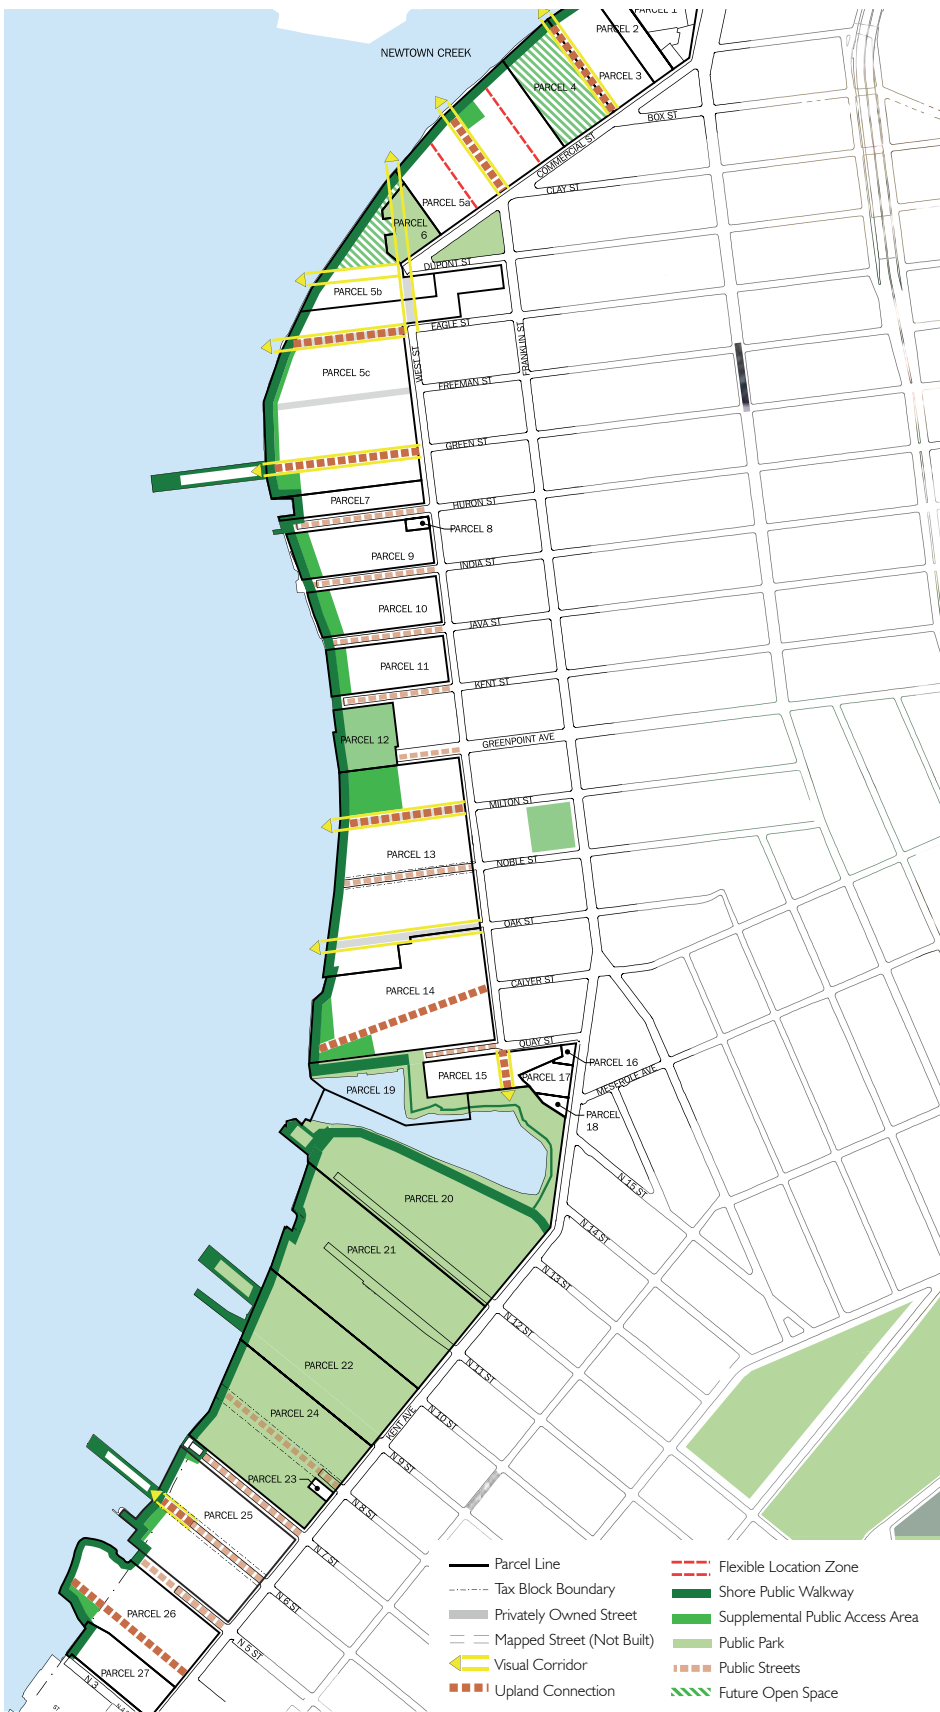 PARCEL 1
PARCEL 2
NEWTOWN CREEK
PARCEL 3
PARCEL 4
BOX ST
COMMERCIAL ST
CLAY ST
PARCEL 5a
PARCEL
6
DUPONT ST
PARCEL 5b
EAGLE ST
FRANKLIN ST
WEST ST
PARCEL 5c
FREEMAN ST
GREEN ST
PARCEL7
HURON ST
PARCEL 8
PARCEL 9
INDIA ST
PARCEL 10
JAVA ST
PARCEL 11
KENT ST
PARCEL 12
GREENPOINT AVE
MILTON ST
PARCEL 13
NOBLE ST
OAK ST
CALYER ST
PARCEL 14
QUAY ST
PARCEL 16
PARCEL 15
PARCEL 17
MESEROLE AVE
PARCEL 19
PARCEL
18
N 15 ST
PARCEL 20
N 14 ST
PARCEL 21
N 13 ST
N 12 ST
PARCEL 22
N 11 ST
PARCEL 24
KENT AVE
N 10 ST
N 9 ST
PARCEL 23
N 8 ST
PARCEL 25
N 7 ST
N 6 ST
PARCEL 26
N 5 ST
PARCEL 27
N 3
ST
Parcel Line
Tax Block Boundary
Privately Owned Street
Mapped Street (Not Built)
Visual Corridor
Upland Connection
Flexible Location Zone
Shore Public Walkway
Supplemental Public Access Area
Public Park
Public Streets
Future Open Space